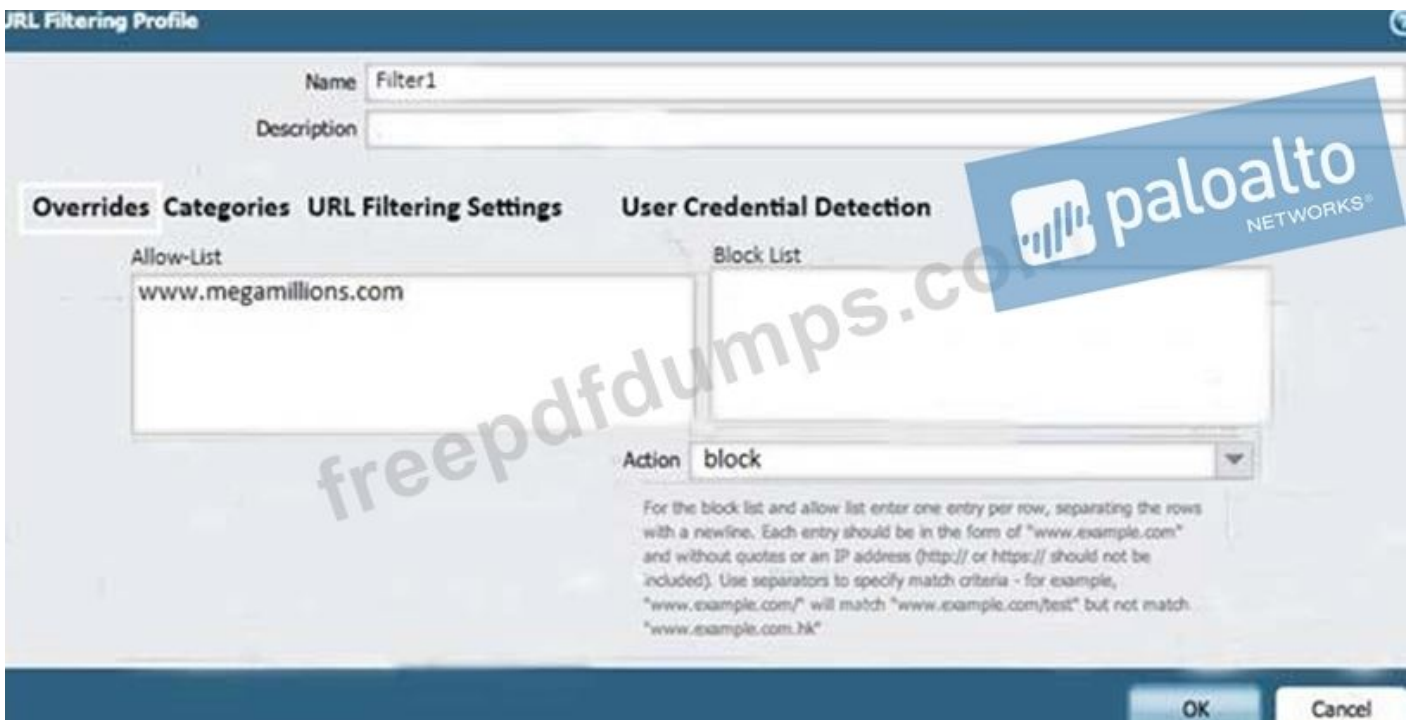 URL Filtering Profile
Name Filter1
Description
paloalto
NETWORKS®
Overrides Categories URL Filtering Settings User Credential Detection
Allow-List
Block List
www.megamillions.com
freepdfdumps.com
Action block
For the block list and allow list enter one entry per row, separating the rows
with a newline. Each entry should be in the form of "www.example.com"
and without quotes or an IP address (http:// or https:// should not be
included). Use separators to specify match criteria - for example,
"www.example.com/" will match "www.example.com/test" but not match
"www.example.com.hk"
OK Cancel